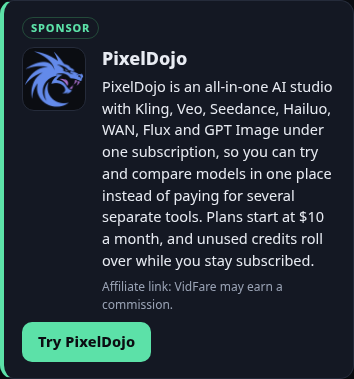 SPONSOR
PixelDojo
PixelDojo is an all-in-one AI studio
with Kling, Veo, Seedance, Hailuo,
WAN, Flux and GPT Image under
one subscription, so you can try
and compare models in one place
instead of paying for several
separate tools. Plans start at $10
a month, and unused credits roll
over while you stay subscribed.
Affiliate link: VidFare may earn a
commission.
Try PixelDojo